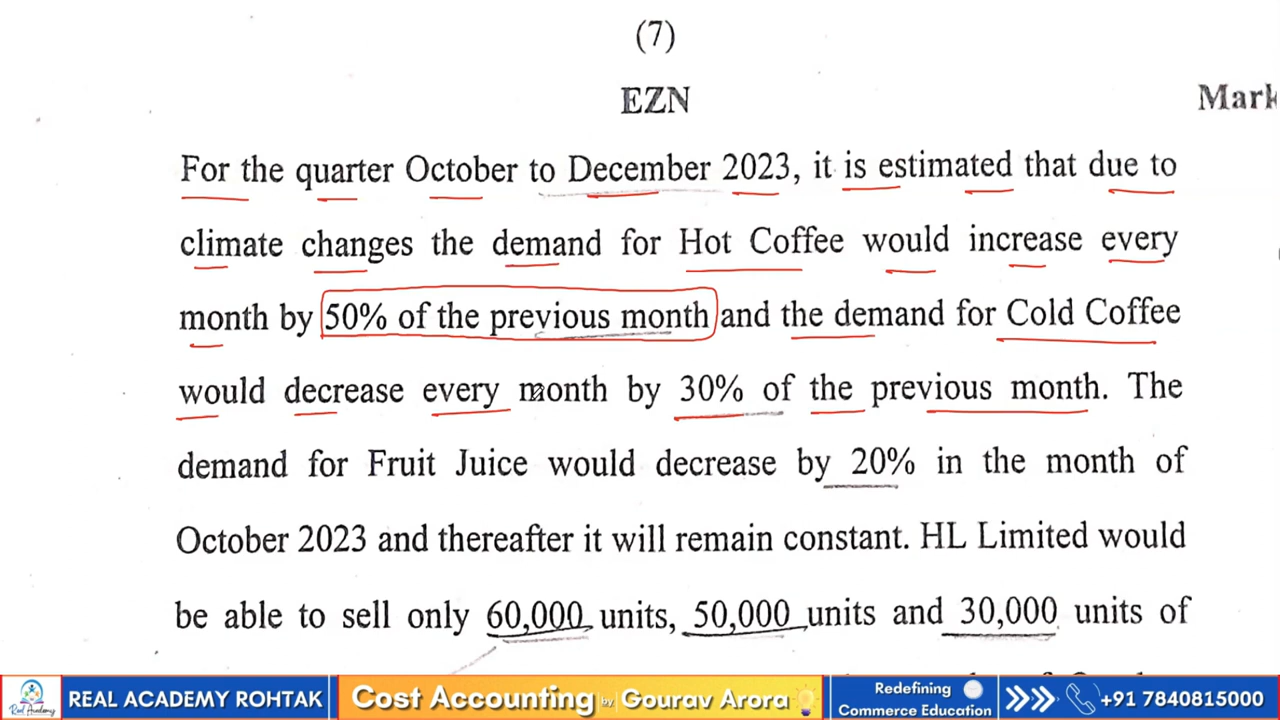 (7)
EZN
Mark
For the quarter October to December 2023, it is estimated that due to
climate changes the demand for Hot Coffee would increase every
month by 50% of the previous month and the demand for Cold Coffee
would decrease every month by 30% of the previous month. The
demand for Fruit Juice would decrease by 20% in the month of
October 2023 and thereafter it will remain constant. HL Limited would
be able to sell only 60,000 units, 50,000 units and 30,000 units of
Real Academy
REAL ACADEMY ROHTAK
Cost Accounting by Gourav Arora
Redefining
Commerce Education
+91 7840815000